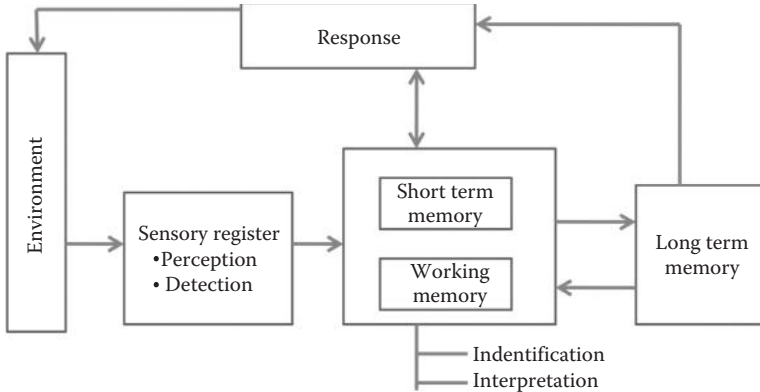 Response
Environment
Sensory register
•Perception
• Detection
Short term
memory
Working
memory
Long term
memory
Indentification
Interpretation